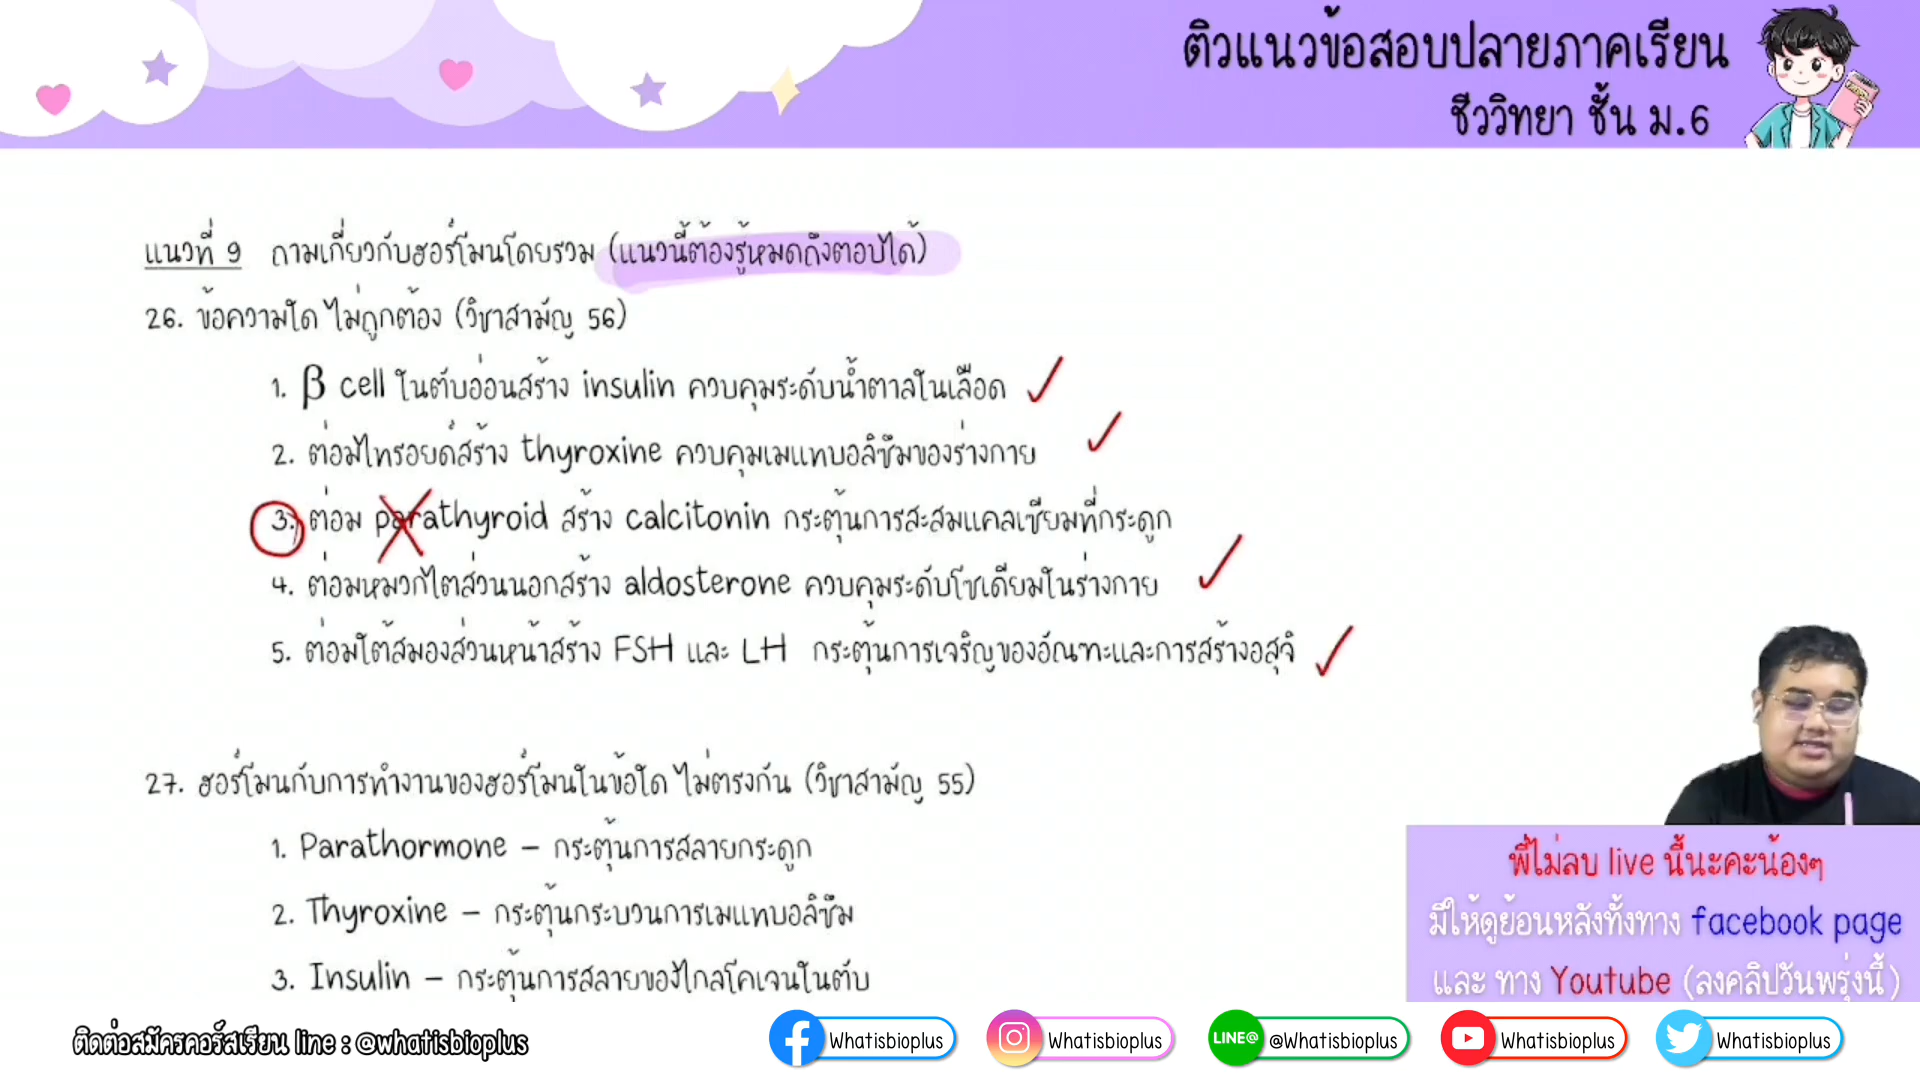 ติวแนวข้อสอบปลายภาคเรียน
ชีววิทยา ชั้น ม.6
แนวที่ 9 ถามเกี่ยวกับฮอร์โมนโดยรวม (แนวนี้ต้องรู้หมดถึงตอบได้)
26. ข้อความใด ไม่ถูกต้อง (วิชาสามัญ 56)
1. β cell ในตับอ่อนสร้าง insulin ควบคุมระดับน้ำตาลในเลือด
2. ต่อมไทรอยด์สร้าง thyroxine ควบคุมเมแทบอลิซึมของร่างกาย
3. ต่อม parathyroid สร้าง calcitonin กระตุ้นการสะสมแคลเซียมที่กระดูก
4. ต่อมหมวกไตส่วนนอกสร้าง aldosterone ควบคุมระดับโซเดียมในร่างกาย
5. ต่อมใต้สมองส่วนหน้าสร้าง FSH และ LH กระตุ้นการเจริญของอัณฑะและการสร้างอสุจิ
27. ฮอร์โมนกับการทำงานของฮอร์โมนในข้อใด ไม่ตรงกัน (วิชาสามัญ 55)
1. Parathormone – กระตุ้นการสลายกระดูก
2. Thyroxine – กระตุ้นกระบวนการเมแทบอลิซึม
3. Insulin – กระตุ้นการสลายของไกลโคเจนในตับ
พี่ไม่ลบ live นี้นะคะน้องๆ
มีให้ดูย้อนหลังทั้งทาง facebook page
และ ทาง Youtube (ลงคลิปวันพรุ่งนี้)
ติดต่อสมัครคอร์สเรียน line : @whatisbioplus
Whatisbioplus
Whatisbioplus
LINE@ @Whatisbioplus
Whatisbioplus
Whatisbioplus